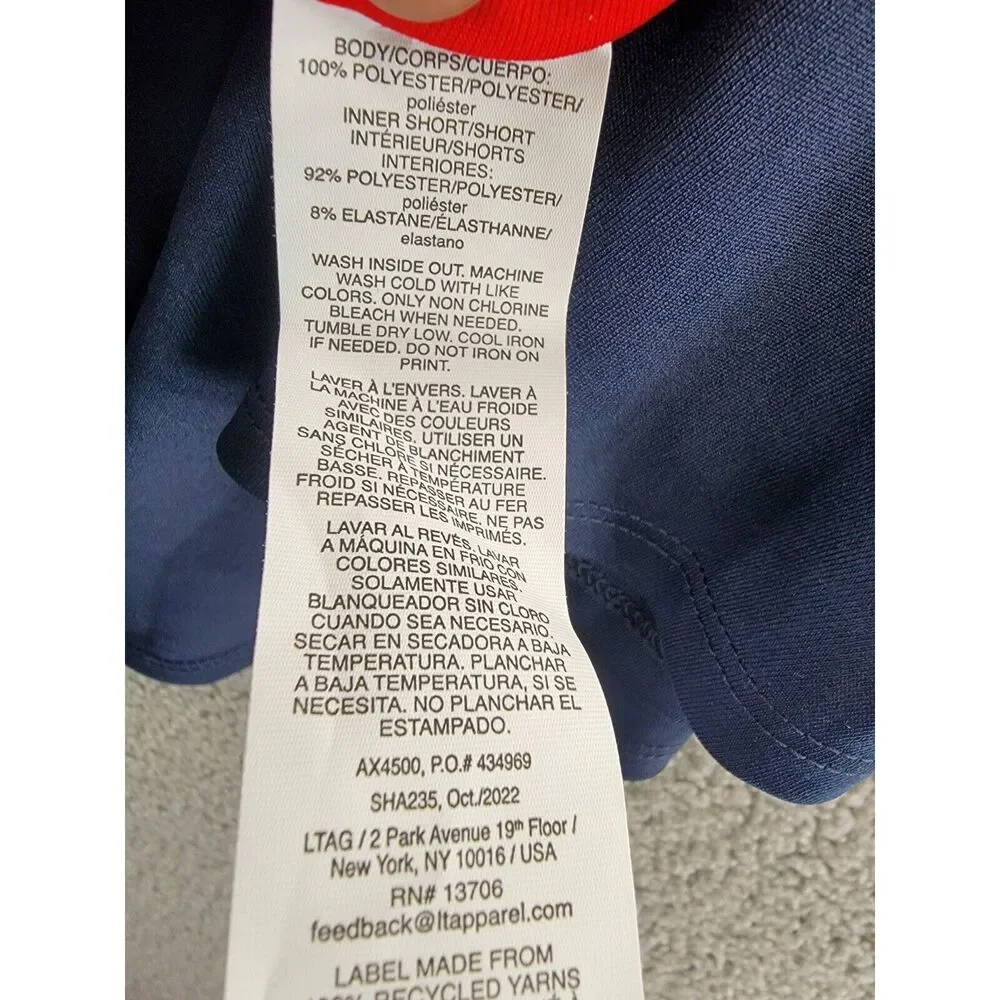 BODY/CORPS/CUERPO:
100% POLYESTER/POLYESTER/
poliéster
INNER SHORT/SHORT
INTÉRIEUR/SHORTS
INTERIORES:
92% POLYESTER/POLYESTER/
poliéster
8% ELASTANE/ÉLASTHANNE/
elastano
WASH INSIDE OUT. MACHINE
WASH COLD WITH LIKE
COLORS. ONLY NON CHLORINE
BLEACH WHEN NEEDED.
TUMBLE DRY LOW. COOL IRON
IF NEEDED. DO NOT IRON ON
PRINT.
LAVER À L'ENVERS. LAVER À
LA MACHINE À L'EAU FROIDE
AVEC DES COULEURS
SIMILAIRES. UTILISER UN
AGENT DE BLANCHIMENT
SANS CHLORE SI NÉCESSAIRE.
SÉCHER À TEMPÉRATURE
BASSE. REPASSER AU FER
FROID SI NÉCESSAIRE. NE PAS
REPASSER LES IMPRIMÉS.
LAVAR AL REVÉS. LAVAR
A MÁQUINA EN FRIO CON
COLORES SIMILARES.
SOLAMENTE USAR
BLANQUEADOR SIN CLORO
CUANDO SEA NECESARIO.
SECAR EN SECADORA A BAJA
TEMPERATURA. PLANCHAR
A BAJA TEMPERATURA, SI SE
NECESITA. NO PLANCHAR EL
ESTAMPADO.
AX4500, P.O.# 434969
SHA235, Oct./2022
LTAG / 2 Park Avenue 19th Floor /
New York, NY 10016 / USA
RN# 13706
feedback@ltapparel.com
LABEL MADE FROM
100% RECYCLED YARNS